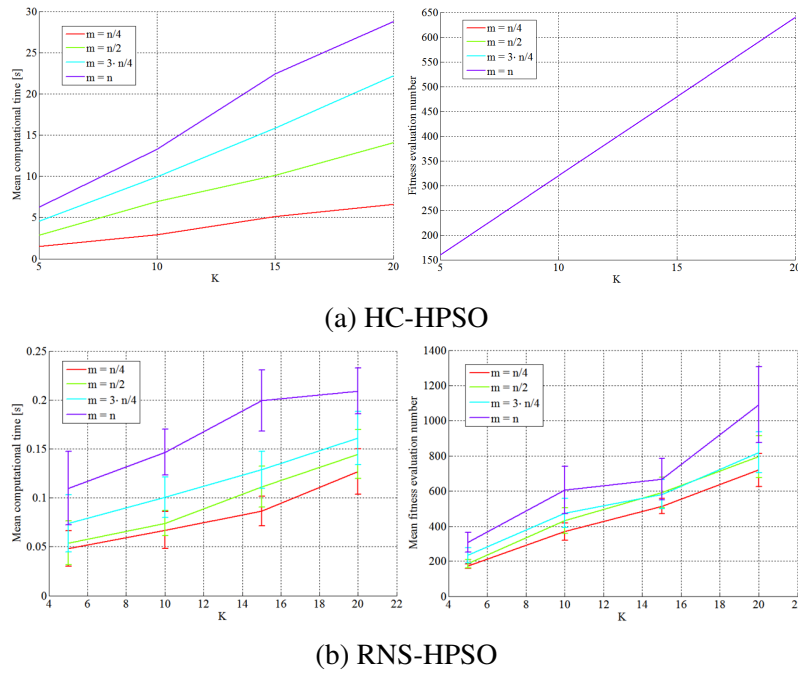 30
25
20
15
10
5
0
Mean computational time [s]
m = n/4
m = n/2
m = 3· n/4
m = n
5
10
15
20
K
650
600
550
500
450
400
350
300
250
200
150
Fitness evaluation number
m = n/4
m = n/2
m = 3· n/4
m = n
5
10
15
20
K
(a) HC-HPSO
0.25
0.2
0.15
0.1
0.05
0
Mean computational time [s]
m = n/4
m = n/2
m = 3· n/4
m = n
4 6 8 10 12 14 16 18 20 22
K
1400
1200
1000
800
600
400
200
0
Mean fitness evaluation number
m = n/4
m = n/2
m = 3· n/4
m = n
4 6 8 10 12 14 16 18 20 22
K
(b) RNS-HPSO